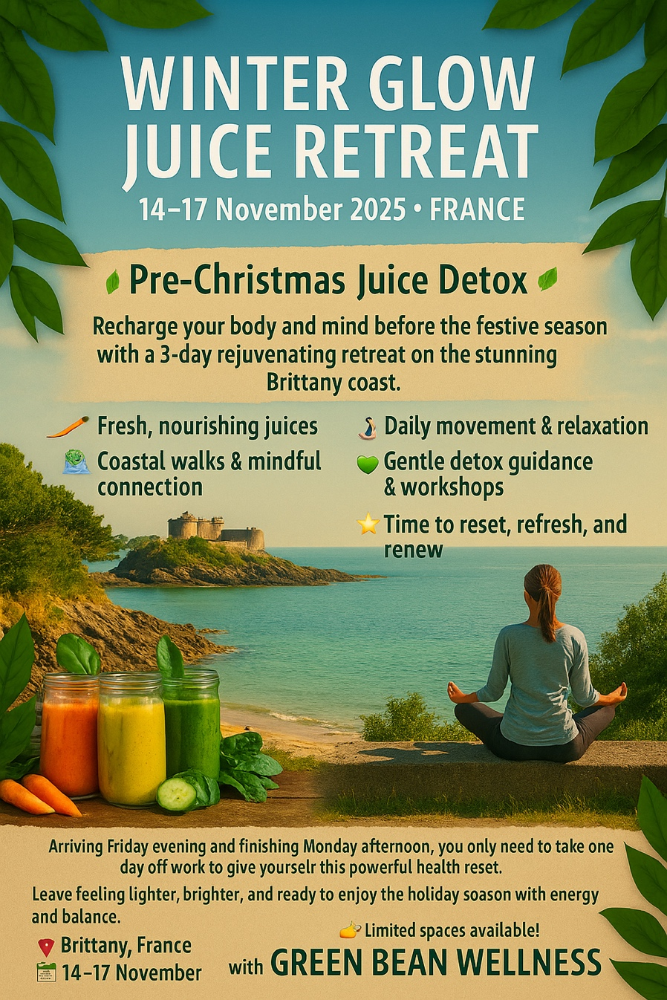 WINTER GLOW
JUICE RETREAT
14–17 November 2025 • FRANCE
Pre-Christmas Juice Detox
Recharge your body and mind before the festive season
with a 3-day rejuvenating retreat on the stunning
Brittany coast.
Fresh, nourishing juices
Coastal walks & mindful
connection
Daily movement & relaxation
Gentle detox guidance
& workshops
Time to reset, refresh, and
renew
Arriving Friday evening and finishing Monday afternoon, you only need to take one
day off work to give yourselr this powerful health reset.
Leave feeling lighter, brighter, and ready to enjoy the holiday soason with energy
and balance.
Limited spaces available!
Brittany, France
14–17 November
with GREEN BEAN WELLNESS